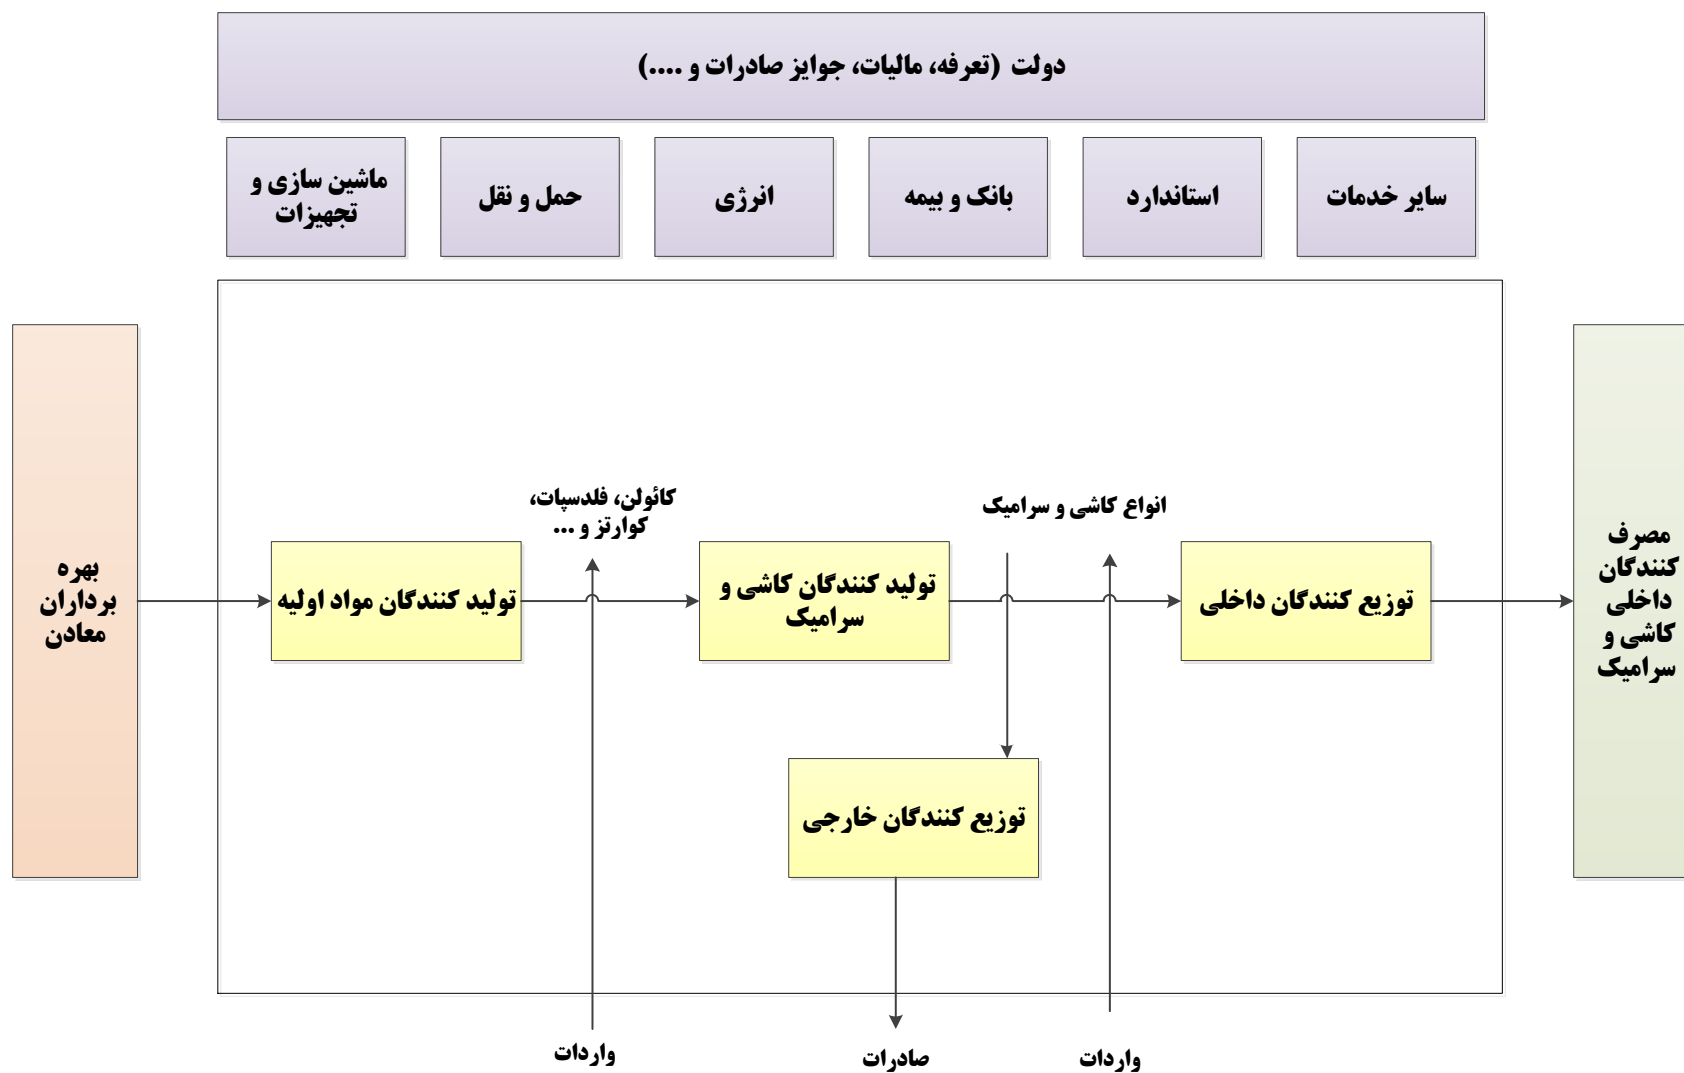 دولت (تعرفه، مالیات، جوایز صادرات و ....)
سایر خدمات
استاندارد
بانک و بیمه
انرژی
حمل و نقل
ماشین سازی و
تجهیزات
بهره
برداران
معادن
تولید کنندگان مواد اولیه
کائولن، فلدسپات،
کوارتز و ...
تولید کنندگان کاشی و
سرامیک
انواع کاشی و سرامیک
توزیع کنندگان داخلی
مصرف
کنندگان
داخلی
کاشی و
سرامیک
توزیع کنندگان خارجی
واردات
صادرات
واردات